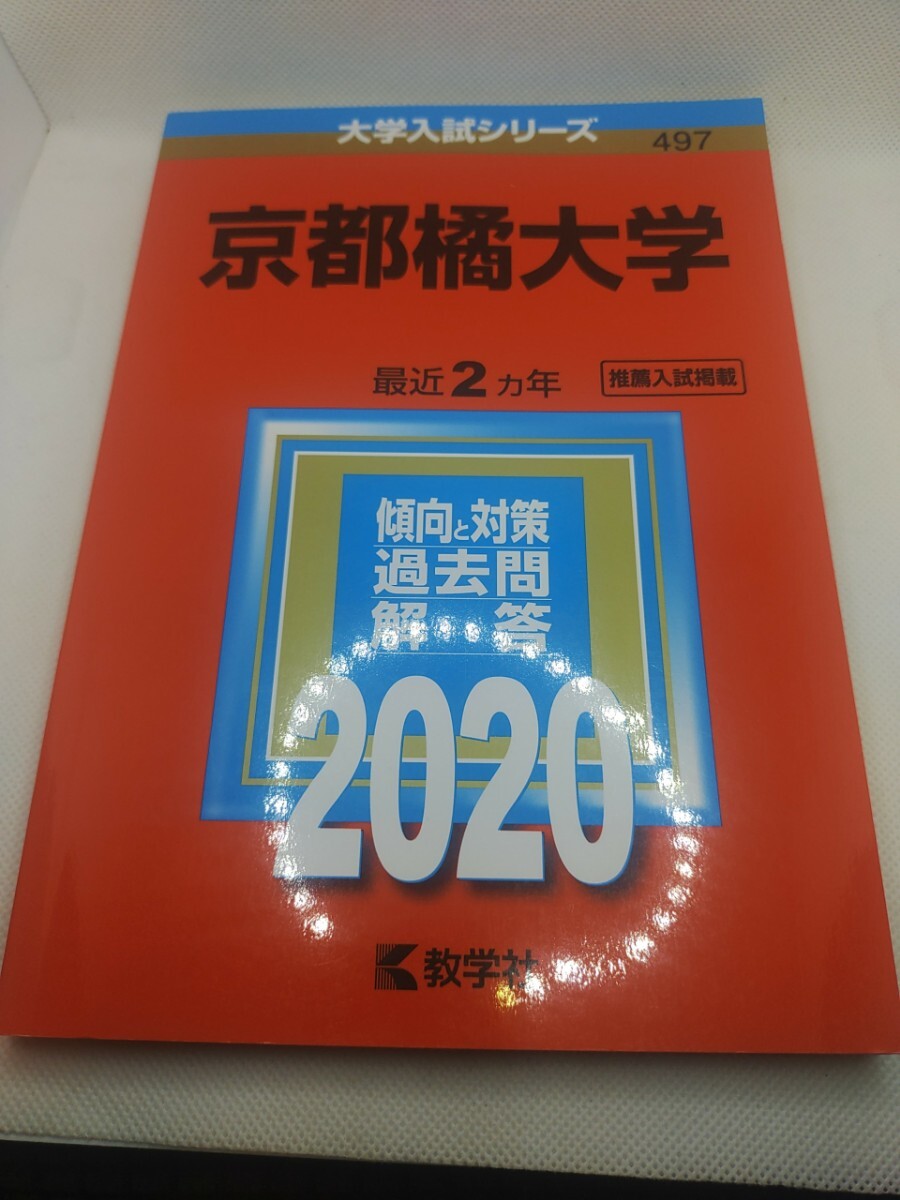 大学入試シリーズ
497
京都橘大学
最近2ヵ年
推薦入試掲載
傾向と対策
過去問
解答
2020
教学社